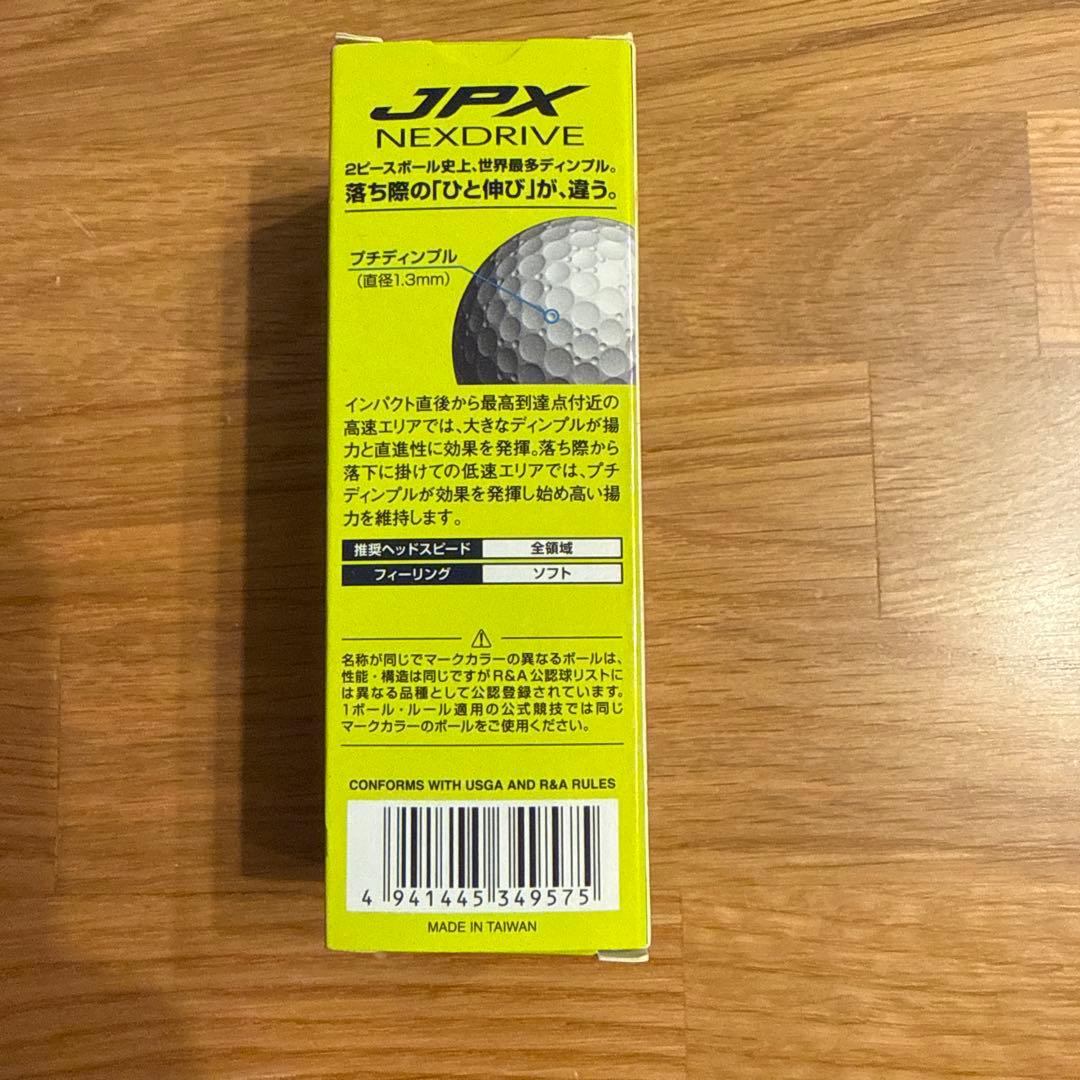 JPX
NEXDRIVE
2ピースボール史上、世界最多ディンプル。
落ち際の「ひと伸び」が、違う。
プチディンプル
(直径1.3mm)
インパクト直後から最高到達点付近の
高速エリアでは、大きなディンプルが揚
力と直進性に効果を発揮。落ち際から
落下に掛けての低速エリアでは、プチ
ディンプルが効果を発揮し始め高い揚
力を維持します。
推奨ヘッドスピード 全領域
フィーリング ソフト
名称が同じでマークカラーの異なるボールは、
性能・構造は同じですがR&A公認球リストに
は異なる品種として公認登録されています。
1ボール・ルール適用の公式競技では同じ
マークカラーのボールをご使用ください。
CONFORMS WITH USGA AND R&A RULES
4 941445 349575
MADE IN TAIWAN